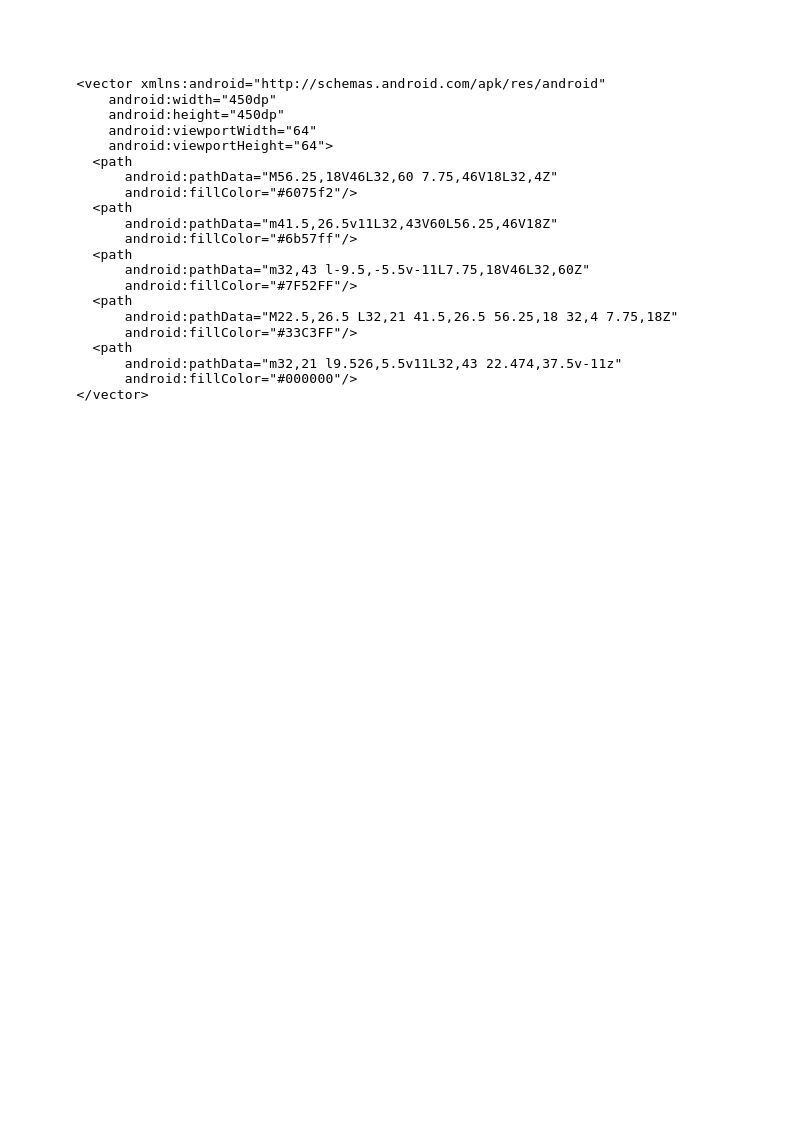 <vector xmlns:android="http://schemas.android.com/apk/res/android"
    android:width="450dp"
    android:height="450dp"
    android:viewportWidth="64"
    android:viewportHeight="64">
  <path
      android:pathData="M56.25,18V46L32,60 7.75,46V18L32,4Z"
      android:fillColor="#6075f2"/>
  <path
      android:pathData="m41.5,26.5v11L32,43V60L56.25,46V18Z"
      android:fillColor="#6b57ff"/>
  <path
      android:pathData="m32,43 l-9.5,-5.5v-11L7.75,18V46L32,60Z"
      android:fillColor="#7F52FF"/>
  <path
      android:pathData="M22.5,26.5 L32,21 41.5,26.5 56.25,18 32,4 7.75,18Z"
      android:fillColor="#33C3FF"/>
  <path
      android:pathData="m32,21 l9.526,5.5v11L32,43 22.474,37.5v-11z"
      android:fillColor="#000000"/>
</vector>